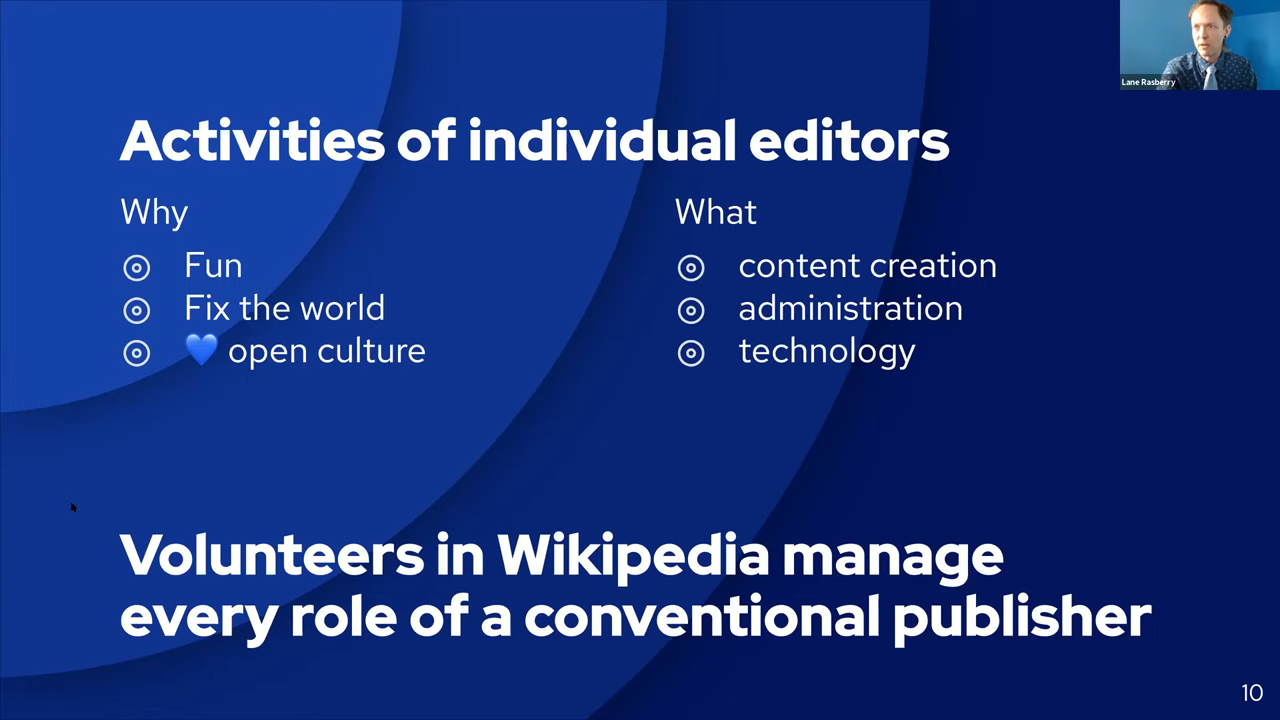 Lane Rasberry
Activities of individual editors
Why
Fun
Fix the world
💙 open culture
What
content creation
administration
technology
Volunteers in Wikipedia manage
every role of a conventional publisher
10